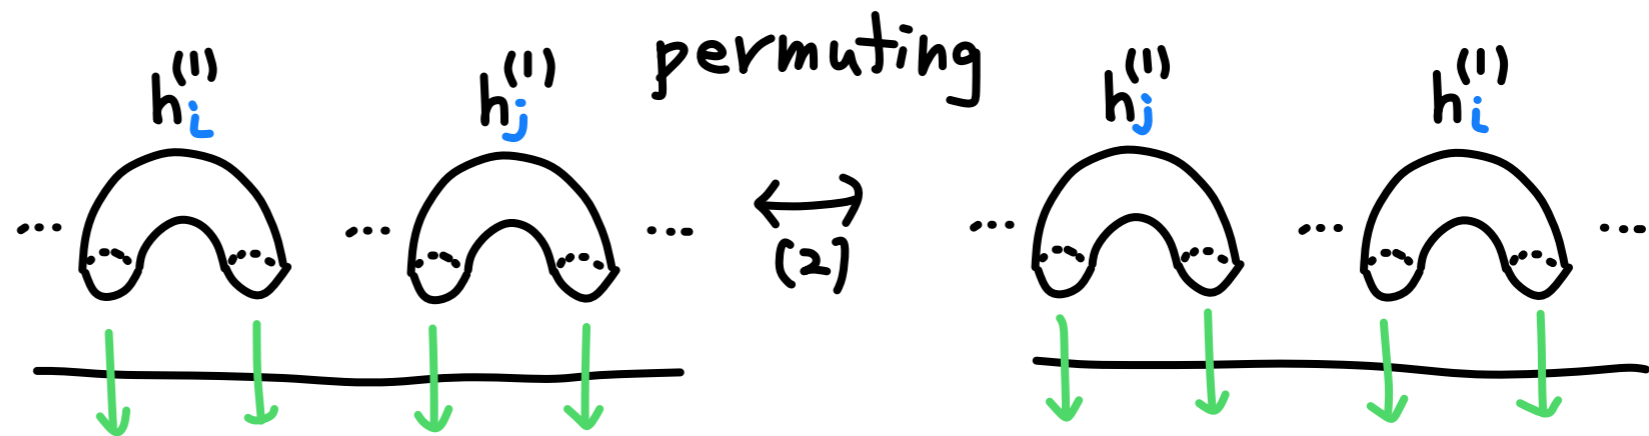 permuting
h_i^{(1)} h_j^{(1)} h_j^{(1)} h_i^{(1)}
... ... ... ... ... ...
(2)